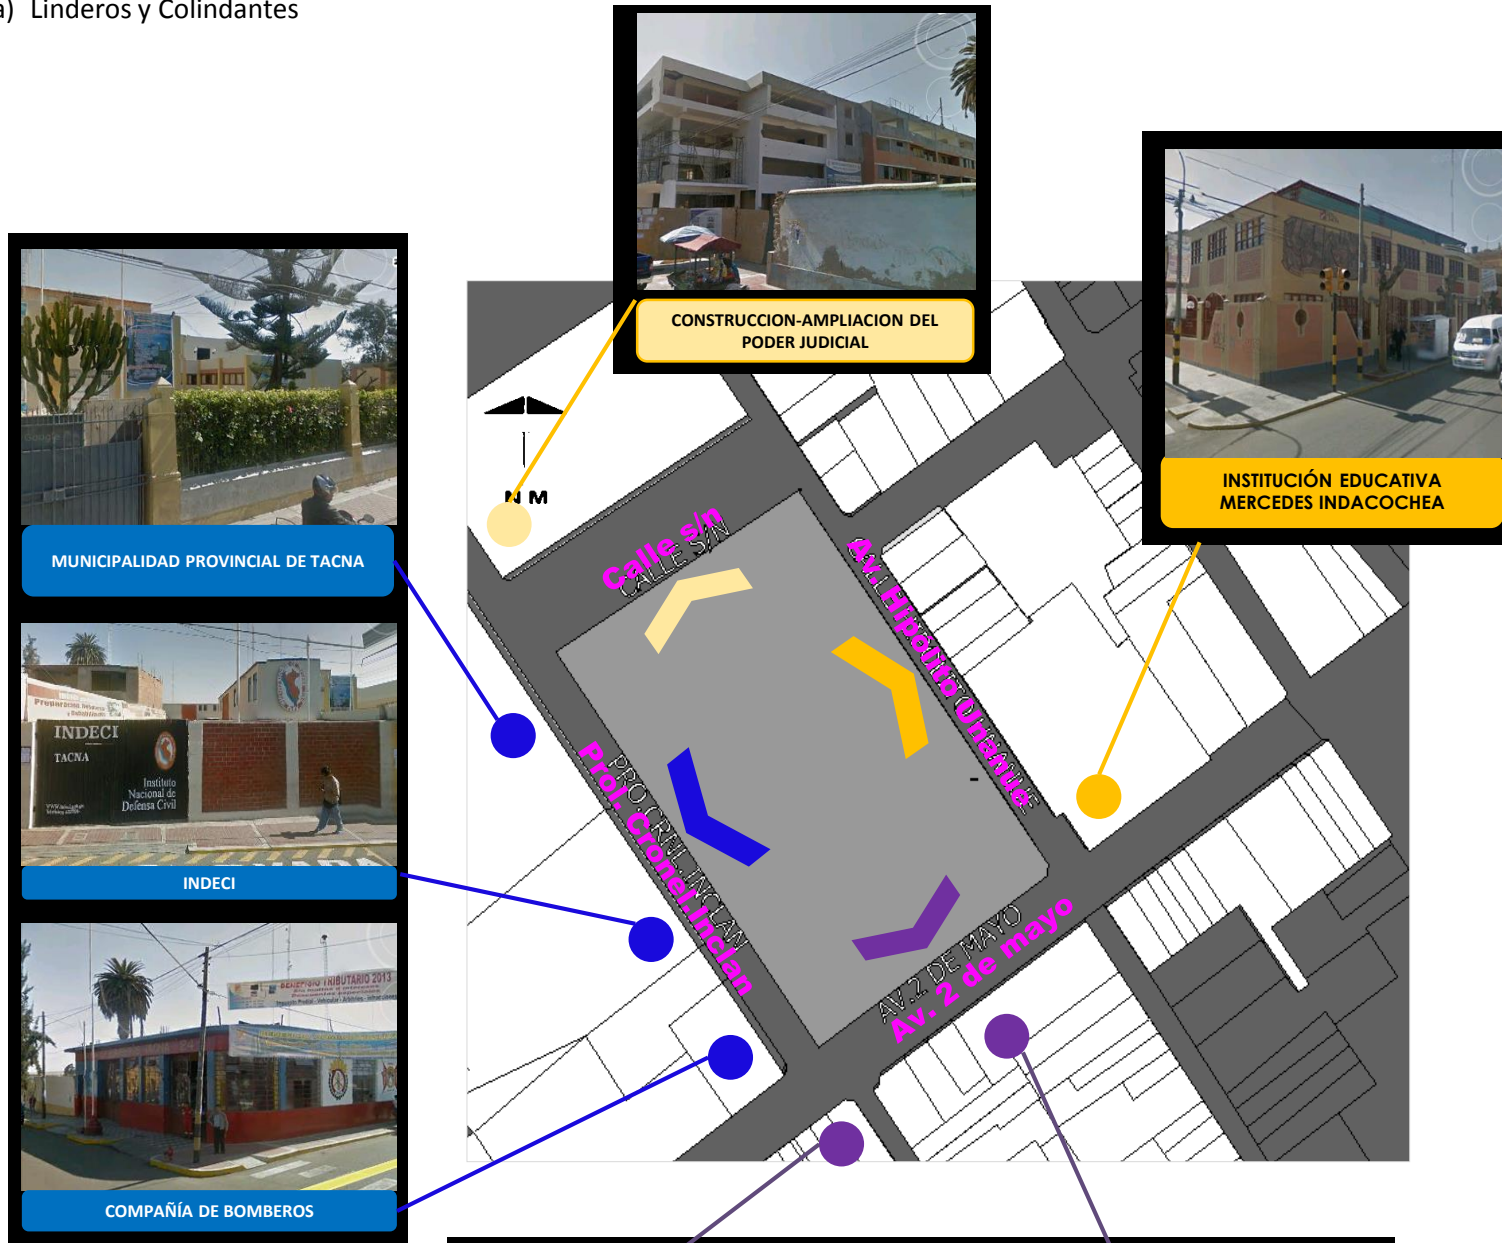 a) Linderos y Colindantes
CONSTRUCCION-AMPLIACION DEL
PODER JUDICIAL
INSTITUCIÓN EDUCATIVA
MERCEDES INDACOCHEA
MUNICIPALIDAD PROVINCIAL DE TACNA
INDECI
TACNA
Instituto
Nacional de
Defensa Civil
INDECI
BENEFISIO TRIBUTARIO 2013
COMPAÑÍA DE BOMBEROS
N M
Calle s/n
CALLE S/N
Av. Hipólito Unanue
Prol. Cronel.Inclan
PRO.CRNL. INCLAN
AV.2 DE MAYO
Av. 2 de mayo